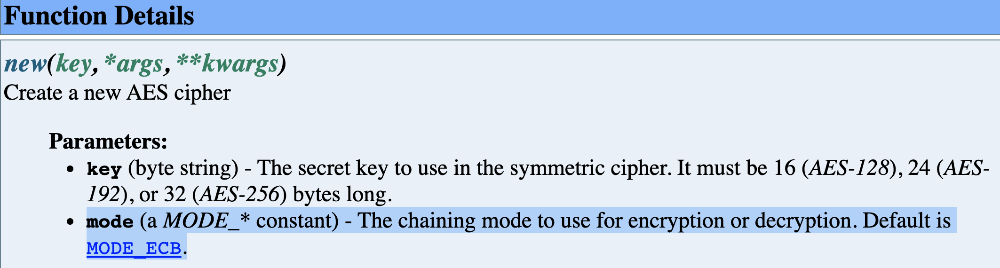 Function Details
new(key, *args, **kwargs)
Create a new AES cipher
Parameters:
• key (byte string) - The secret key to use in the symmetric cipher. It must be 16 (AES-128), 24 (AES-
192), or 32 (AES-256) bytes long.
• mode (a MODE_* constant) - The chaining mode to use for encryption or decryption. Default is
MODE_ECB.